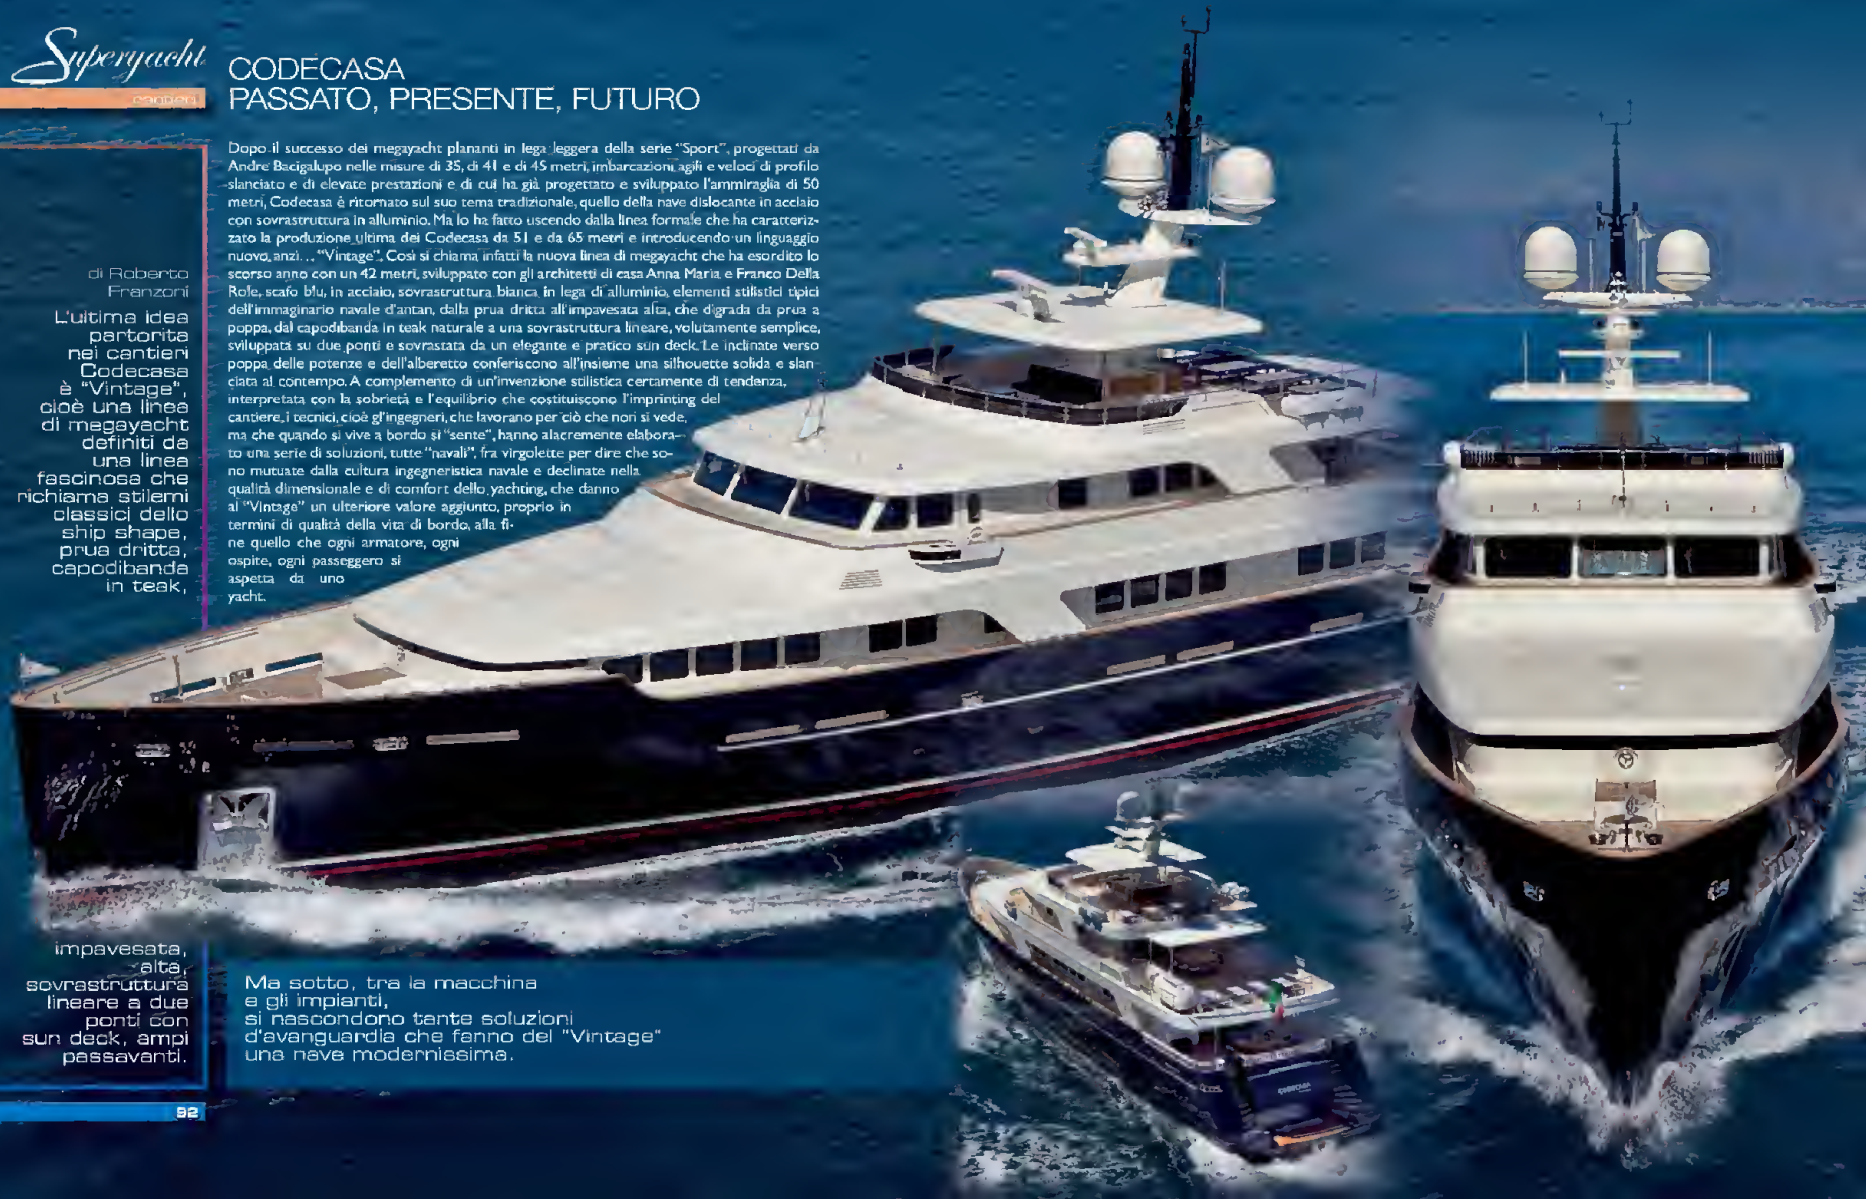 Superyacht
cantieri
CODECASA
PASSATO, PRESENTE, FUTURO
Dopo il successo dei megayacht plananti in lega leggera della serie "Sport", progettati da
Andre Bacigalupo nelle misure di 35, di 41 e di 45 metri, imbarcazioni agili e veloci di profilo
slanciato e di elevate prestazioni e di cui ha già progettato e sviluppato l'ammiraglia di 50
metri, Codecasa è ritornato sul suo tema tradizionale, quello della nave dislocante in acciaio
con sovrastruttura in alluminio. Ma lo ha fatto uscendo dalla linea formale che ha caratteriz-
zato la produzione ultima dei Codecasa da 51 e da 65 metri e introducendo un linguaggio
nuovo, anzi... "Vintage". Così si chiama infatti la nuova linea di megayacht che ha esordito lo
scorso anno con un 42 metri, sviluppato con gli architetti di casa Anna Maria e Franco Della
Role, scafo blu, in acciaio, sovrastruttura bianca in lega di alluminio, elementi stilistici tipici
dell'immaginario navale d'antan, dalla prua dritta all'impavesata alta, che digrada da prua a
poppa, dal capodibanda in teak naturale a una sovrastruttura lineare, volutamente semplice,
sviluppata su due ponti e sovrastata da un elegante e pratico sun deck. Le inclinate verso
poppa delle potenze e dell'alberetto conferiscono all'insieme una silhouette solida e slan-
ciata al contempo. A complemento di un'invenzione stilistica certamente di tendenza,
interpretata con la sobrietà e l'equilibrio che costituiscono l'imprinting del
cantiere, i tecnici, cioè gl'ingegneri, che lavorano per ciò che non si vede,
ma che quando si vive a bordo si "sente", hanno alacremente elabora-
to una serie di soluzioni, tutte "navali", fra virgolette per dire che so-
no mutuate dalla cultura ingegneristica navale e declinate nella
qualità dimensionale e di comfort dello yachting, che danno
al "Vintage" un ulteriore valore aggiunto, proprio in
termini di qualità della vita di bordo, alla fi-
ne quello che ogni armatore, ogni
ospite, ogni passeggero si
aspetta da uno
yacht.
di Roberto
Franzoni
L'ultima idea
partorita
nei cantieri
Codecasa
è "Vintage",
cioè una linea
di megayacht
definiti da
una linea
fascinosa che
richiama stilemi
classici dello
ship shape,
prua dritta,
capodibanda
in teak,
impavesata,
alta,
sovrastruttura
lineare a due
ponti con
sun deck, ampi
passavanti.
Ma sotto, tra la macchina
e gli impianti,
si nascondono tante soluzioni
d'avanguardia che fanno del "Vintage"
una nave modernissima.
CODECASA
92